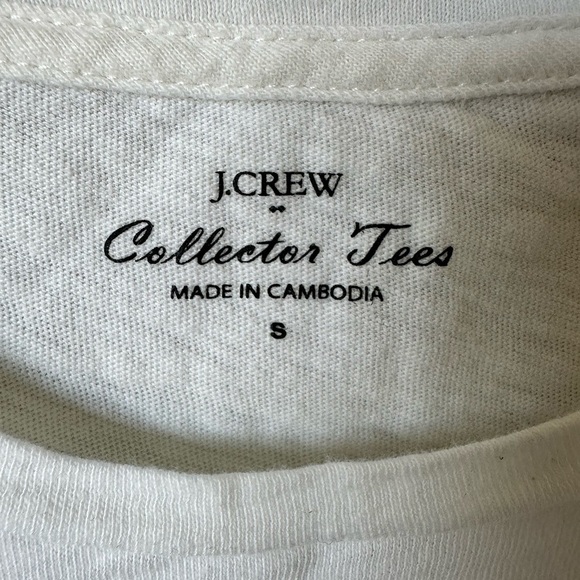 J.CREW
Collector Tees
MADE IN CAMBODIA
S